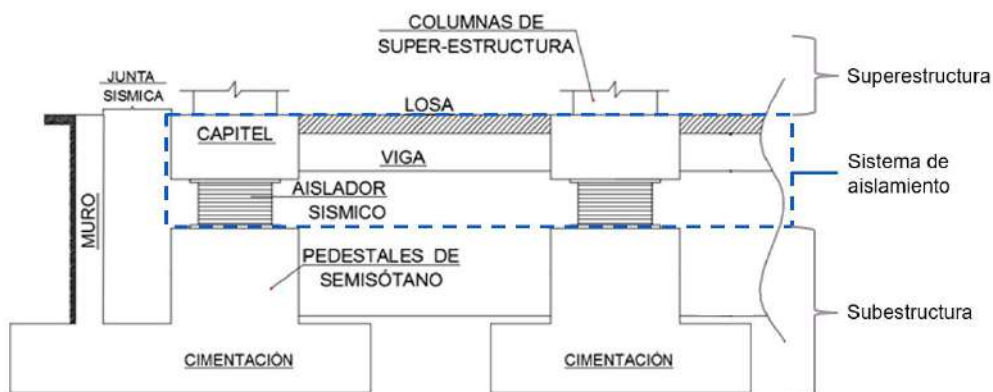 COLUMNAS DE
SUPER-ESTRUCTURA
Superestructura
JUNTA
SISMICA
LOSA
CAPITEL
VIGA
Sistema de
aislamiento
AISLADOR
SISMICO
MURO
PEDESTALES DE
SEMISÓTANO
Subestructura
CIMENTACIÓN
CIMENTACIÓN